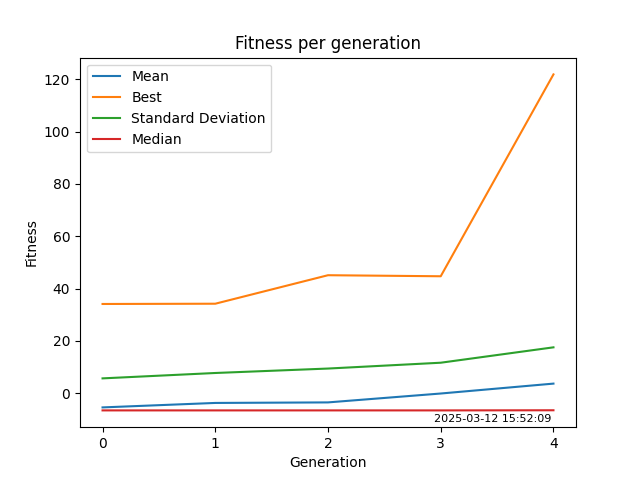 Fitness per generation
Mean
Best
Standard Deviation
Median
120
100
80
60
40
20
0
Fitness
2025-03-12 15:52:09
0 1 2 3 4
Generation